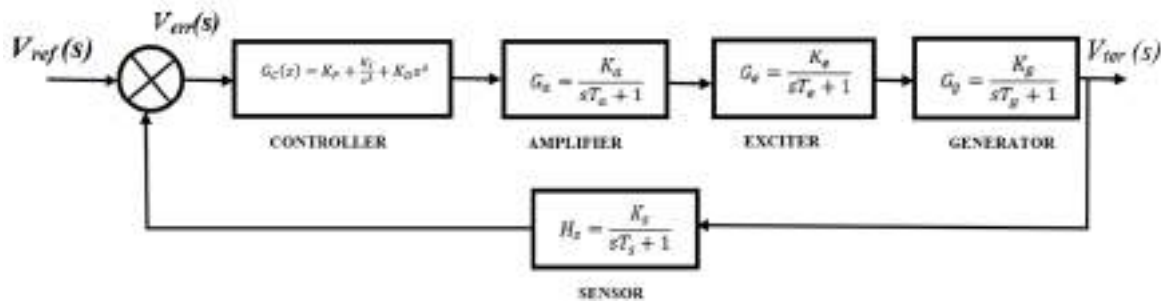 V_err(s)
V_ref(s)
V_ter(s)
G_C(s) = K_P + K_I/s^λ + K_D s^δ
G_a = K_a/(sT_a + 1)
G_e = K_e/(sT_e + 1)
G_g = K_g/(sT_g + 1)
CONTROLLER
AMPLIFIER
EXCITER
GENERATOR
H_s = K_s/(sT_s + 1)
SENSOR